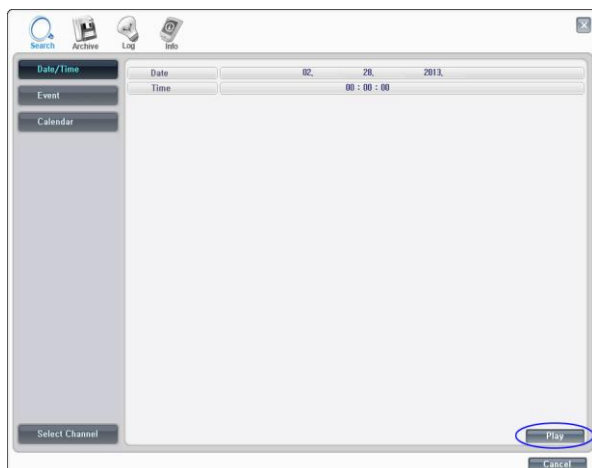 Search Archive Log Info
Date/Time
Date 02, 28, 2013,
Event
Time 00 : 00 : 00
Calendar
Select Channel
Play
Cancel